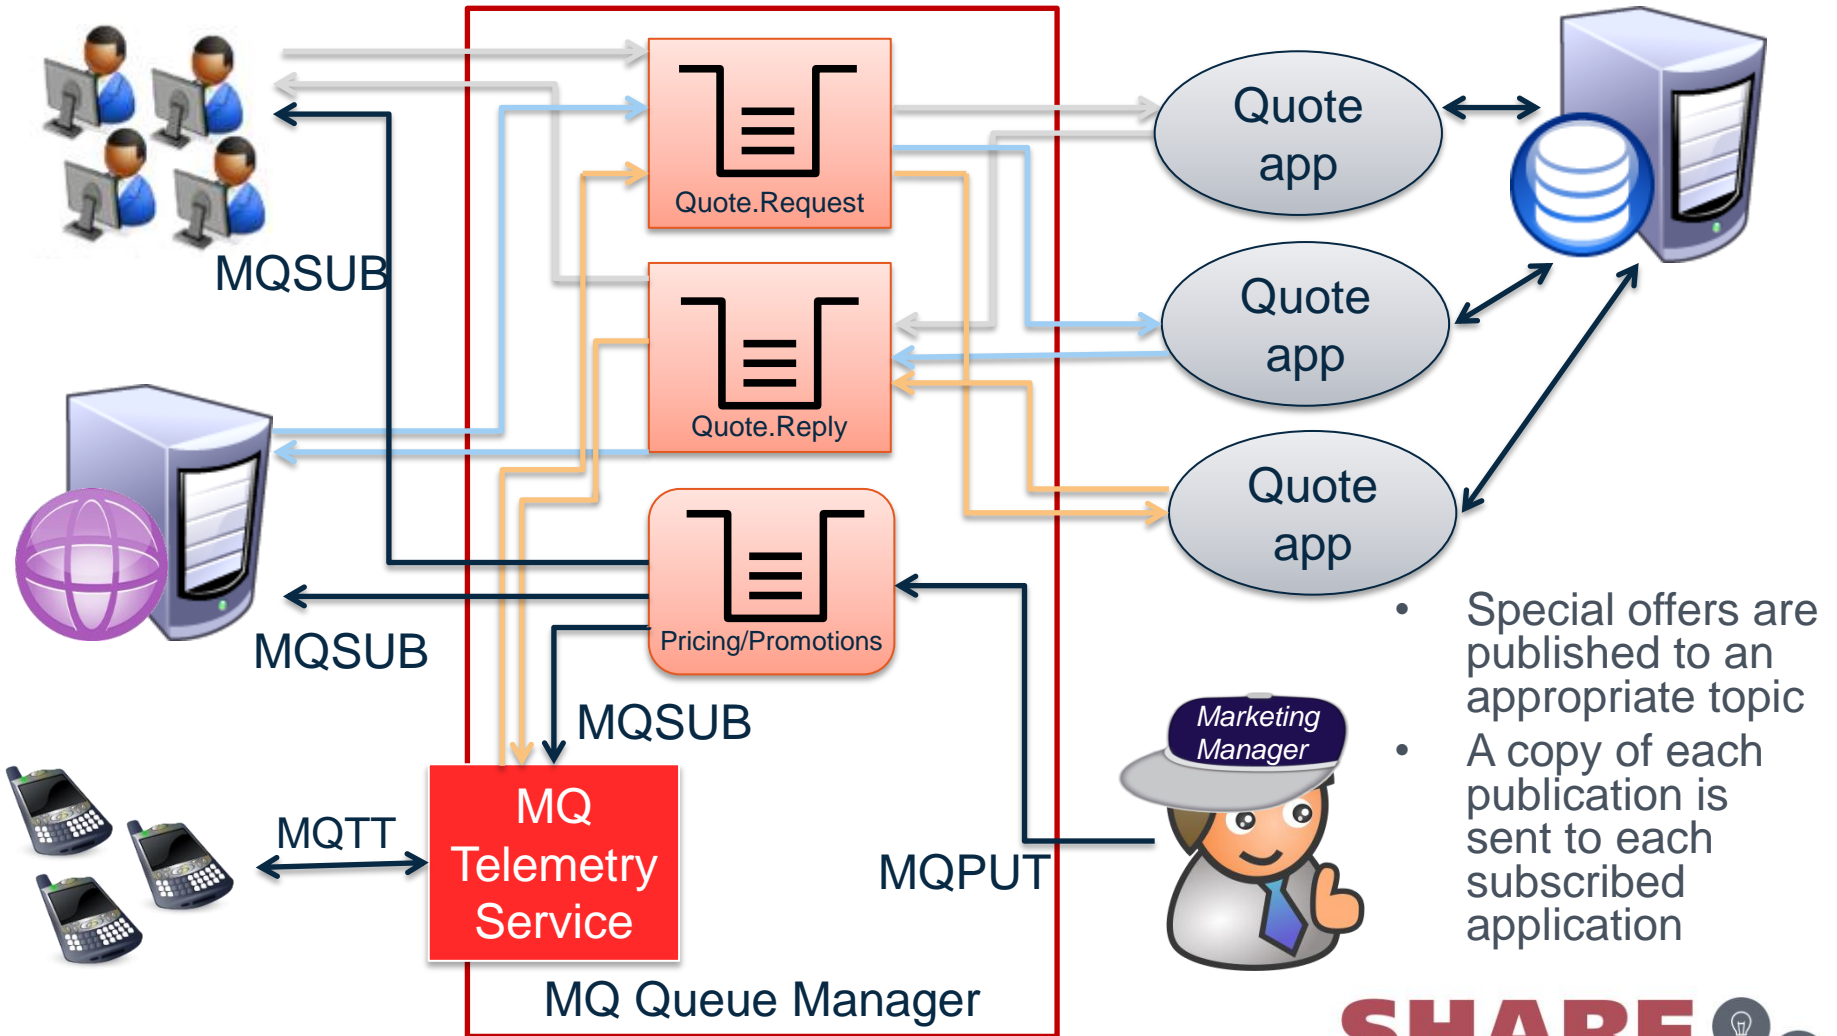 Quote.Request
Quote
app
MQSUB
Quote.Reply
Quote
app
Quote
app
MQSUB
Pricing/Promotions
MQSUB
Marketing
Manager
• Special offers are
published to an
appropriate topic
• A copy of each
publication is
sent to each
subscribed
application
MQTT
MQ
Telemetry
Service
MQPUT
MQ Queue Manager
SHARE